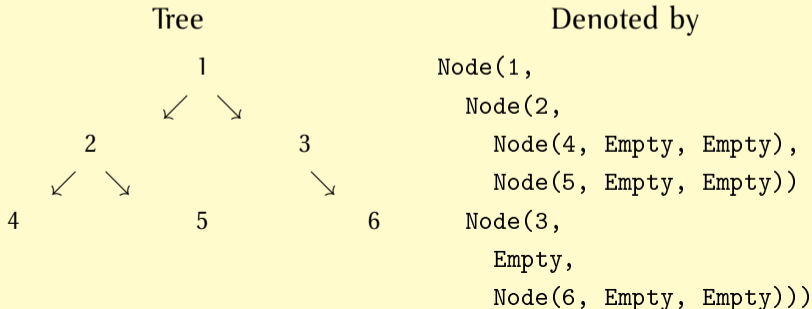 Tree
1
2 3
4 5 6
Denoted by
Node(1,
Node(2,
Node(4, Empty, Empty),
Node(5, Empty, Empty))
Node(3,
Empty,
Node(6, Empty, Empty)))